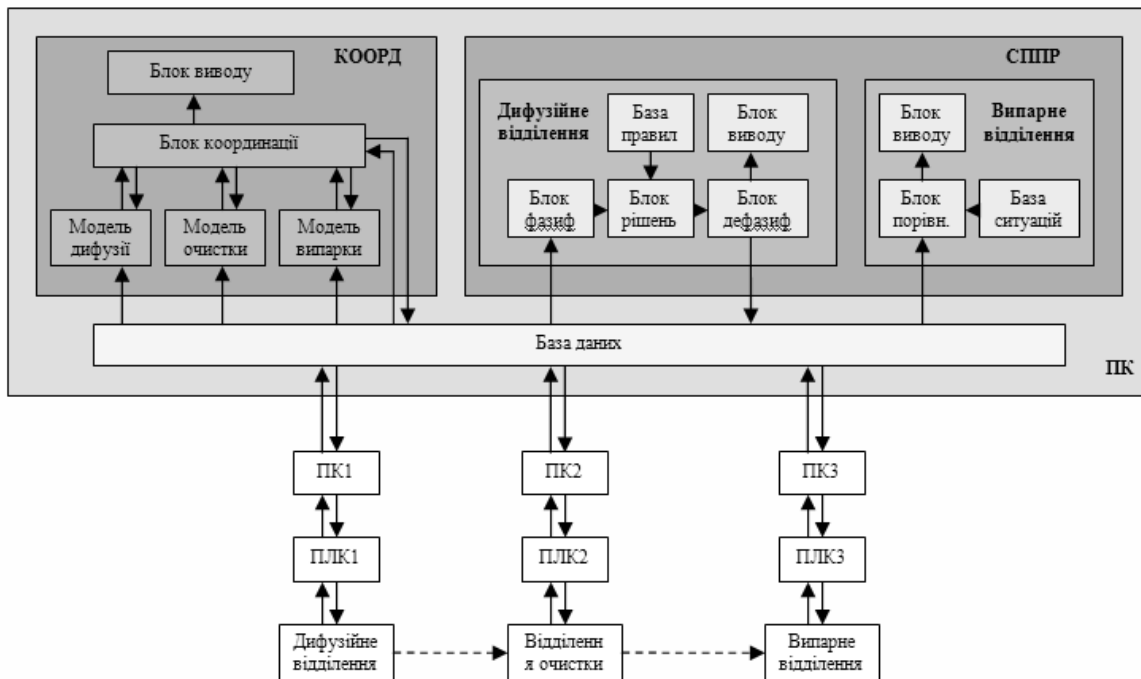 КООРД
Блок виводу
Блок координації
Модель
дифузії
Модель
очистки
Модель
випарки
СППР
Дифузійне
відділення
База
правил
Блок
виводу
Блок
фазиф
Блок
рішень
Блок
дефазиф
Блок
виводу
Випарне
відділення
Блок
порівн.
База
ситуацій
База даних
ПК
ПК1
ПК2
ПК3
ПЛК1
ПЛК2
ПЛК3
Дифузійне
відділення
Відділенн
я очистки
Випарне
відділення